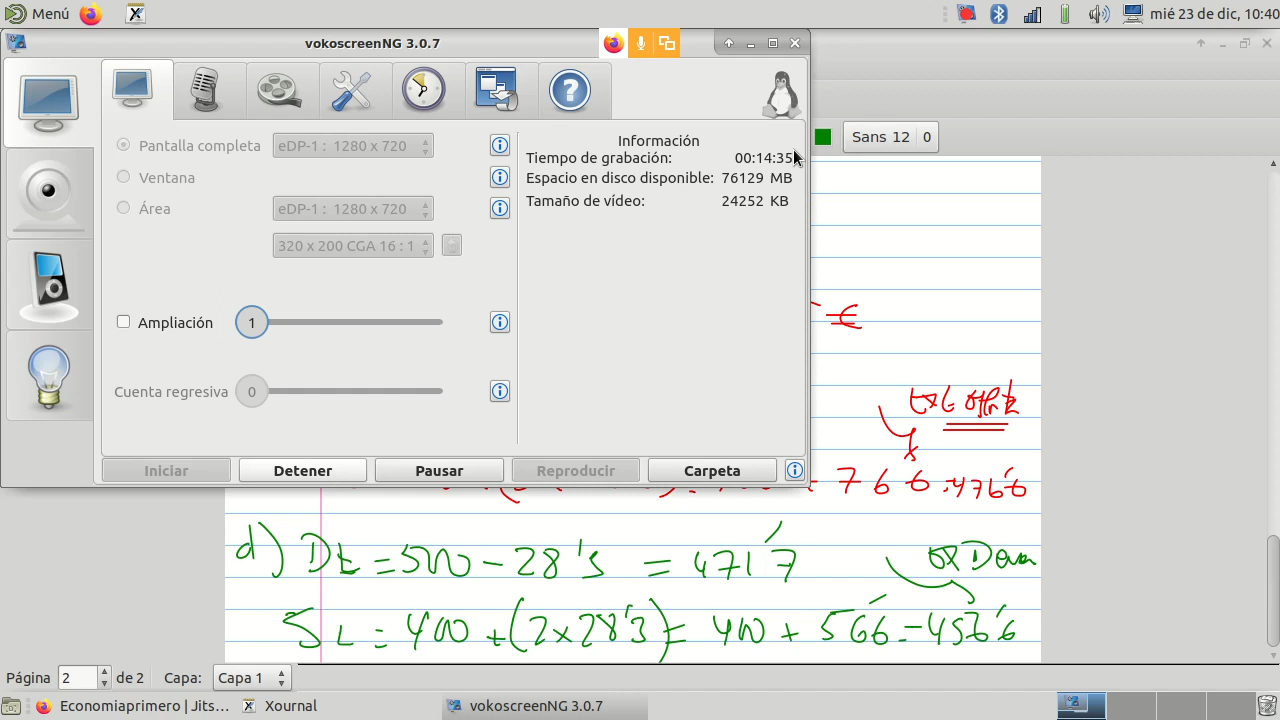 Menú mié 23 de dic, 10:40
vokoscreenNG 3.0.7
Sans 12 0
Pantalla completa eDP-1 : 1280 x 720
Ventana
Área eDP-1 : 1280 x 720
320 x 200 CGA 16 : 1
Ampliación 1
Cuenta regresiva 0
Información
Tiempo de grabación: 00:14:35
Espacio en disco disponible: 76129 MB
Tamaño de vídeo: 24252 KB
Iniciar Detener Pausar Reproducir Carpeta
€
766
d) Dt = 500 - 28'3 = 471'7
= 400 + (2x28'3) = 400 + 56'6 = 456'6
Página 2 de 2 Capa: Capa 1
Economiaprimero | Jits... Xournal vokoscreenNG 3.0.7